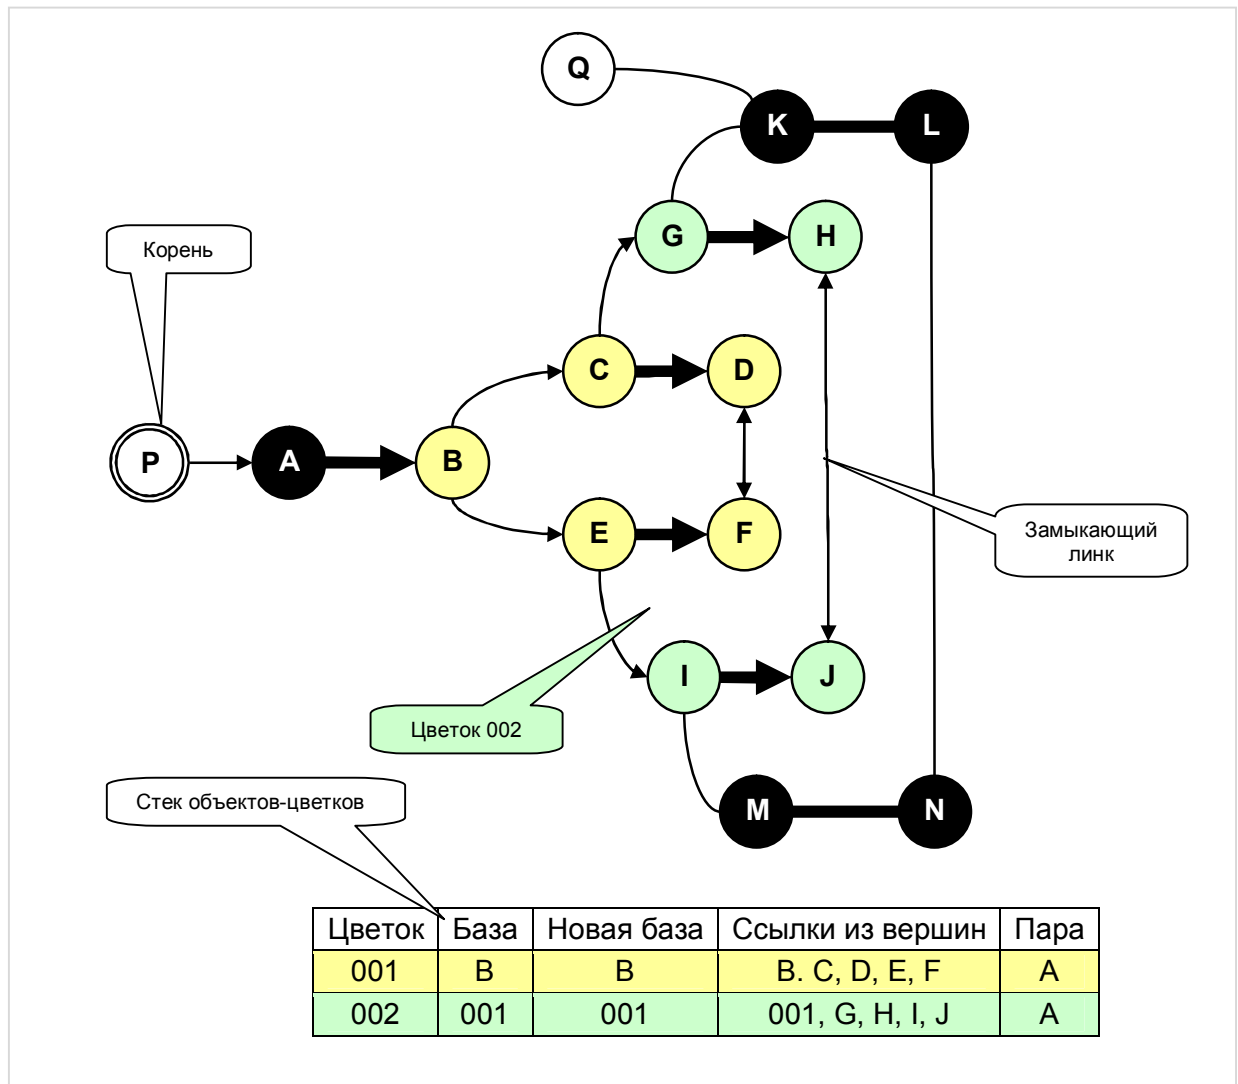 Q
K L
G H
Корень
C D
P A B
E F
Замыкающий
линк
I J
Цветок 002
Стек объектов-цветков
M N
Цветок База Новая база Ссылки из вершин Пара
001 B B B. C, D, E, F A
002 001 001 001, G, H, I, J A